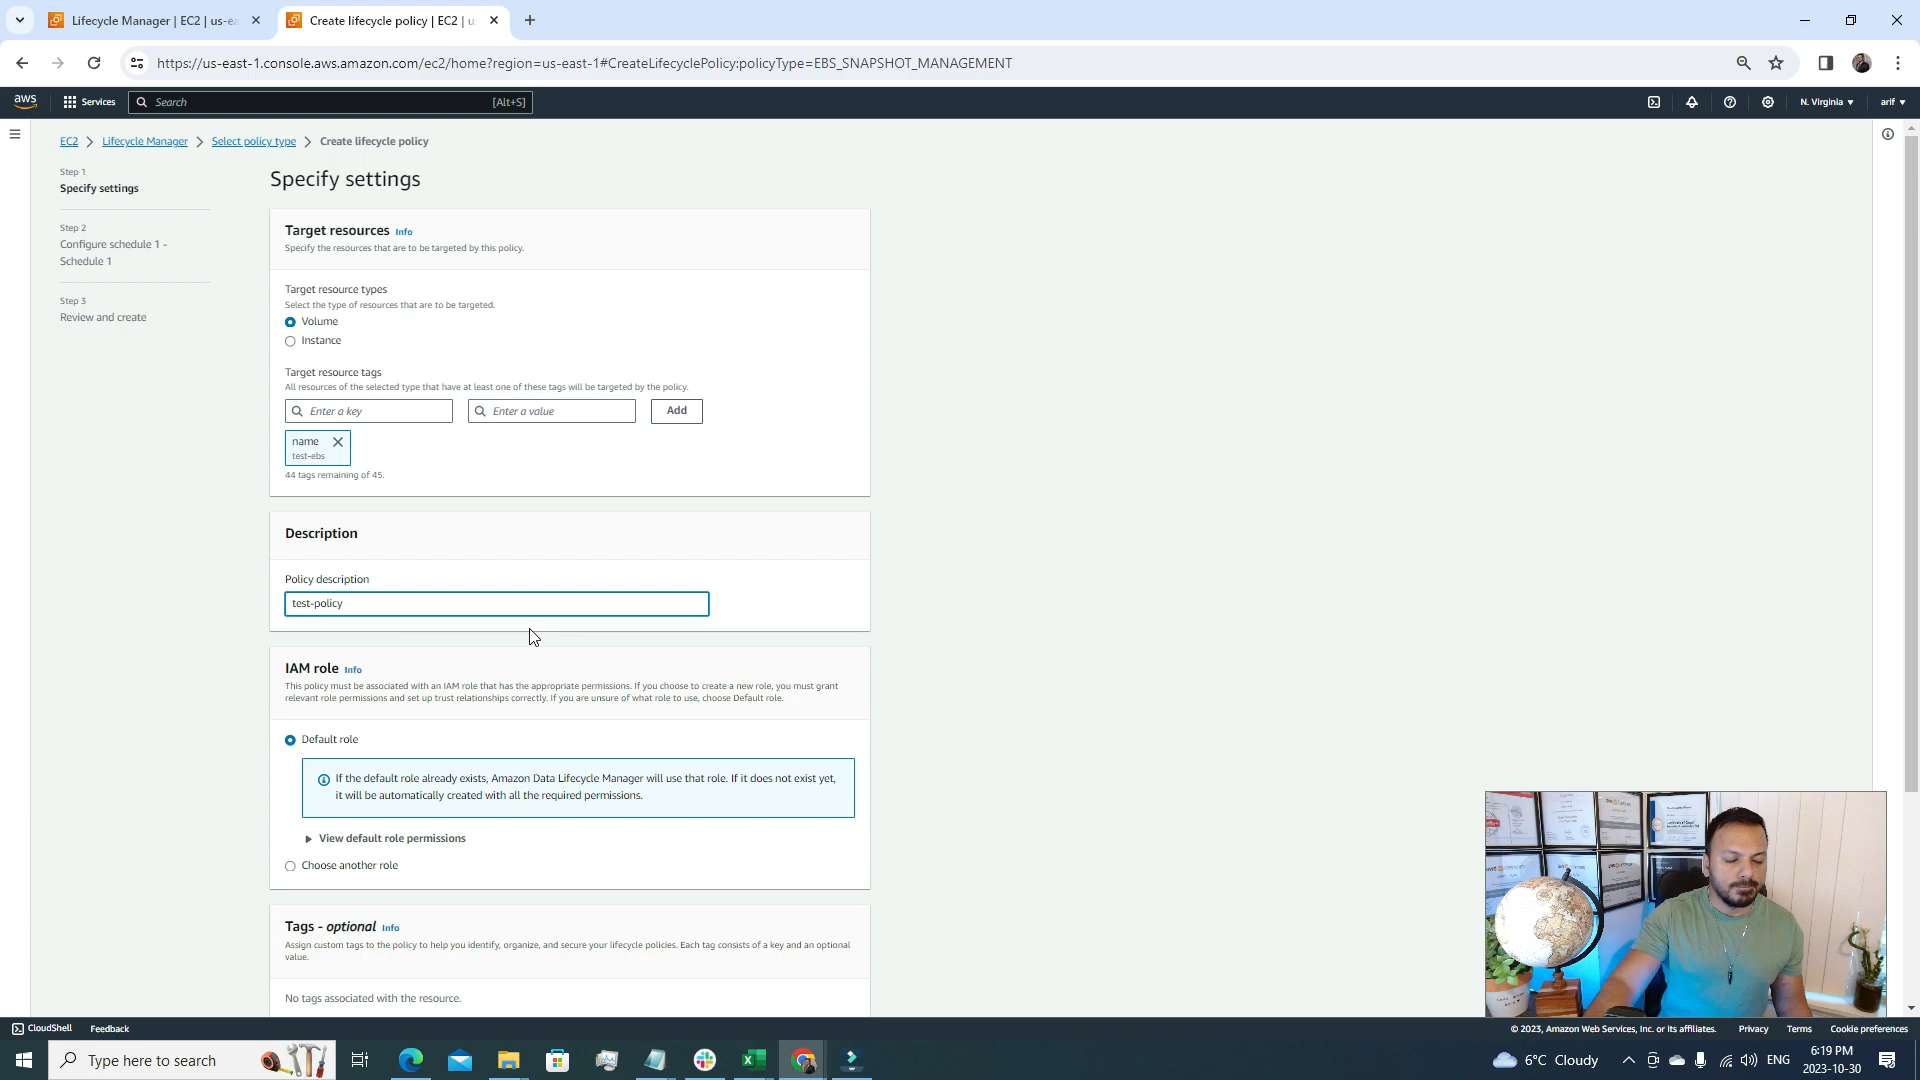 Lifecycle Manager | EC2 | us-ea
Create lifecycle policy | EC2 | u
https://us-east-1.console.aws.amazon.com/ec2/home?region=us-east-1#CreateLifecyclePolicy:policyType=EBS_SNAPSHOT_MANAGEMENT
aws
Services
Search
[Alt+S]
N. Virginia
arif
EC2
Lifecycle Manager
Select policy type
Create lifecycle policy
Step 1
Specify settings
Step 2
Configure schedule 1 -
Schedule 1
Step 3
Review and create
Specify settings
Target resources Info
Specify the resources that are to be targeted by this policy.
Target resource types
Select the type of resources that are to be targeted.
Volume
Instance
Target resource tags
All resources of the selected type that have at least one of these tags will be targeted by the policy.
Enter a key
Enter a value
Add
name
test-ebs
44 tags remaining of 45.
Description
Policy description
test-policy
IAM role Info
This policy must be associated with an IAM role that has the appropriate permissions. If you choose to create a new role, you must grant
relevant role permissions and set up trust relationships correctly. If you are unsure of what role to use, choose Default role.
Default role
If the default role already exists, Amazon Data Lifecycle Manager will use that role. If it does not exist yet,
it will be automatically created with all the required permissions.
View default role permissions
Choose another role
Tags - optional Info
Assign custom tags to the policy to help you identify, organize, and secure your lifecycle policies. Each tag consists of a key and an optional
value.
No tags associated with the resource.
CloudShell
Feedback
© 2023, Amazon Web Services, Inc. or its affiliates.
Privacy
Terms
Cookie preferences
Type here to search
6°C Cloudy
ENG
6:19 PM
2023-10-30